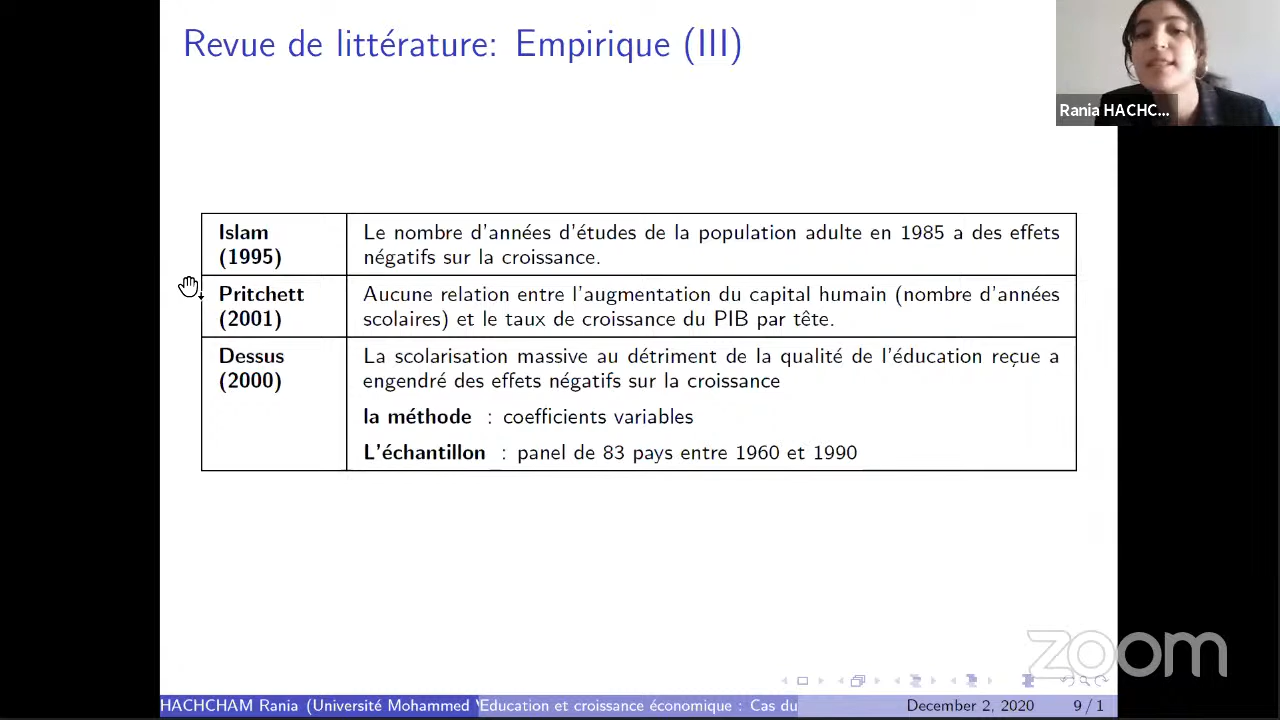 Revue de littérature: Empirique (III)
Rania HACHC...
Islam
(1995)
Le nombre d'années d'études de la population adulte en 1985 a des effets
négatifs sur la croissance.
Pritchett
(2001)
Aucune relation entre l'augmentation du capital humain (nombre d'années
scolaires) et le taux de croissance du PIB par tête.
Dessus
(2000)
La scolarisation massive au détriment de la qualité de l'éducation reçue a
engendré des effets négatifs sur la croissance
la méthode : coefficients variables
L'échantillon : panel de 83 pays entre 1960 et 1990
zoom
HACHCHAM Rania (Université Mohammed Education et croissance économique : Cas du December 2, 2020 9 / 1